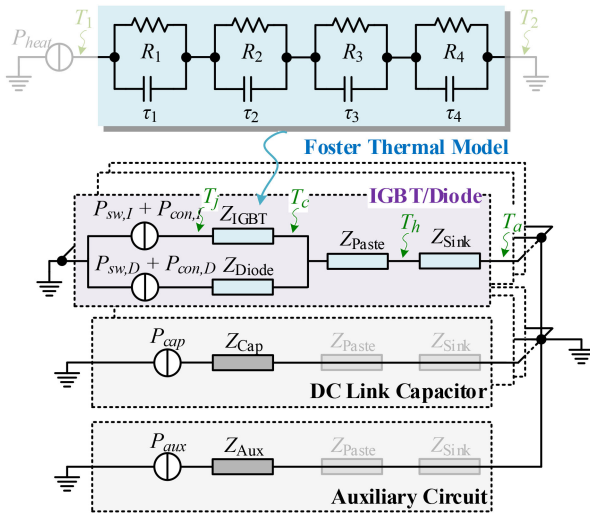 T1 T2
Pheat
R1 R2 R3 R4
τ1 τ2 τ3 τ4
Foster Thermal Model
IGBT/Diode
Psw,I + Pcon,I Tj ZIGBT Tc
ZPaste Th ZSink Ta
Psw,D + Pcon,D ZDiode
Pcap ZCap ZPaste ZSink
DC Link Capacitor
Paux ZAux ZPaste ZSink
Auxiliary Circuit